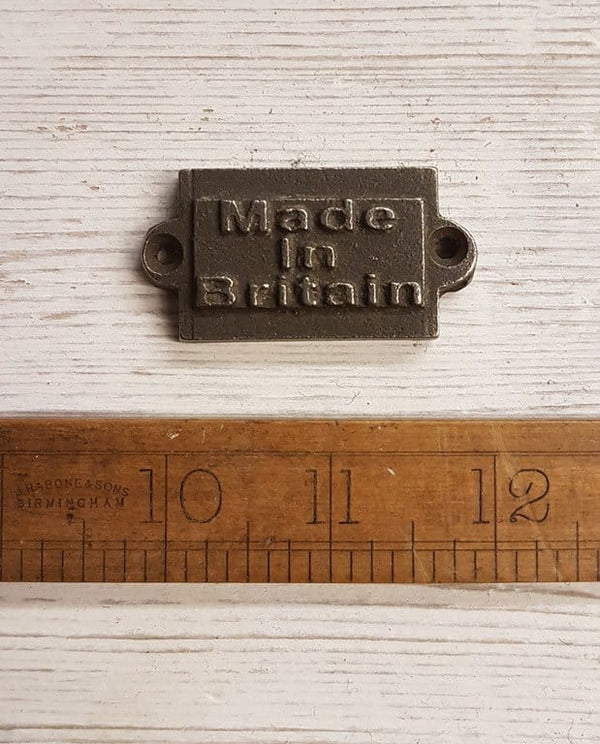 Made
In
Britain
J. RABONE & SONS
BIRMINGHAM
10 11 12